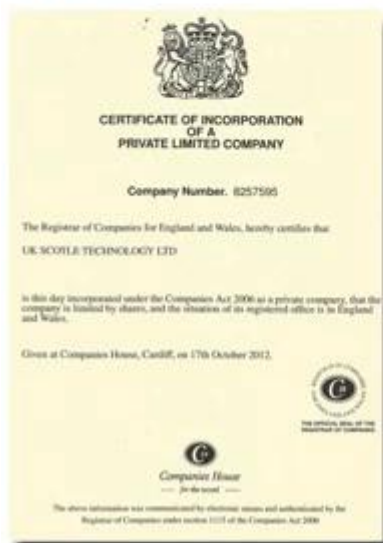 CERTIFICATE OF INCORPORATION
OF A
PRIVATE LIMITED COMPANY
Company Number. 8257595
The Registrar of Companies for England and Wales, hereby certifies that
UK SCOYLE TECHNOLOGY LTD
is this day incorporated under the Companies Act 2006 as a private company, that the
company is limited by shares, and the situation of its registered office is in England
and Wales.
Given at Companies House, Cardiff, on 17th October 2012.
THE OFFICIAL SEAL OF THE
REGISTRAR OF COMPANIES
Companies House
for the record
The above information was communicated by electronic means and authenticated by the
Registrar of Companies under section 1115 of the Companies Act 2006